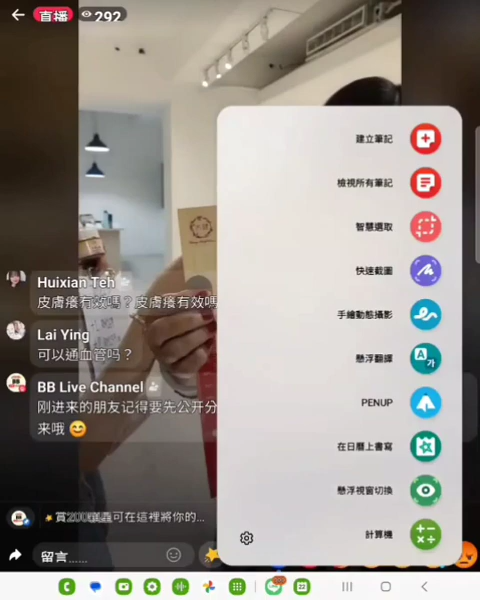 直播 292
建立筆記
檢視所有筆記
智慧選取
快速截圖
手繪動態攝影
懸浮翻譯
PENUP
在日曆上書寫
懸浮視窗切換
計算機
Huixian Teh
皮膚癢有效嗎？皮膚癢有效嗎
Lai Ying
可以通血管吗？
BB Live Channel
刚进来的朋友记得要先公开分
来哦 😊
可在這裡將你的...
留言......